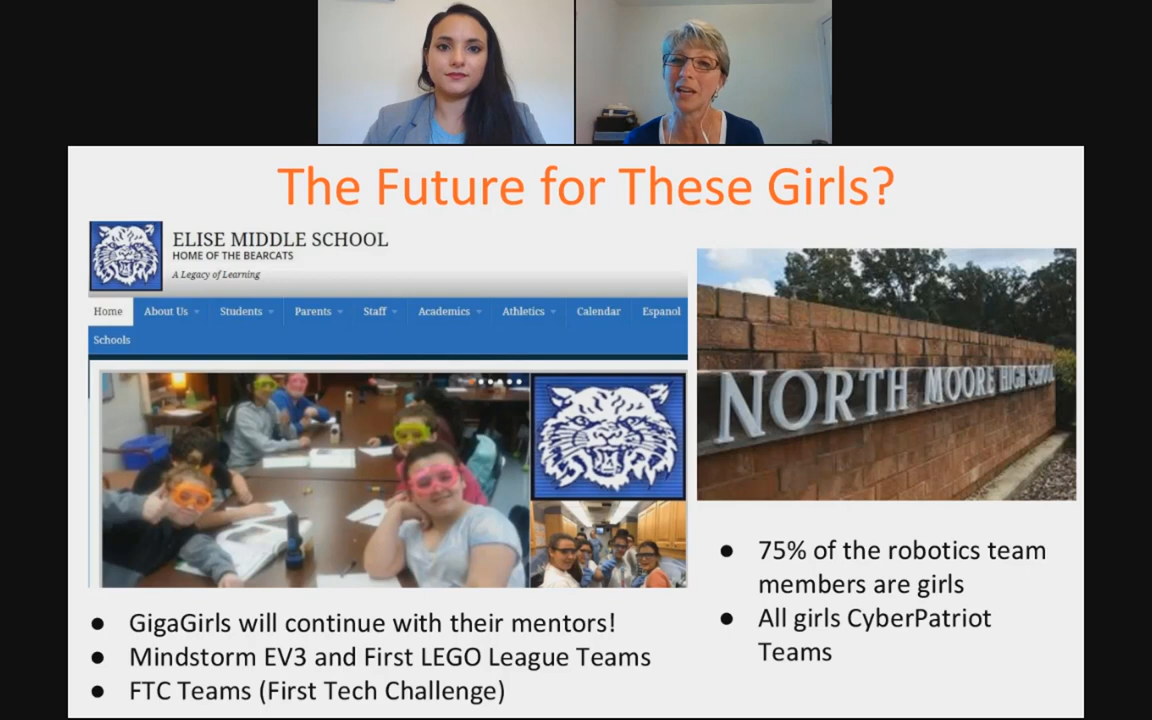 The Future for These Girls?
ELISE MIDDLE SCHOOL
HOME OF THE BEARCATS
A Legacy of Learning
Home About Us Students Parents Staff Academics Athletics Calendar Espanol
Schools
NORTH MOORE HIGH SCHOOL
● GigaGirls will continue with their mentors!
● Mindstorm EV3 and First LEGO League Teams
● FTC Teams (First Tech Challenge)
● 75% of the robotics team
members are girls
● All girls CyberPatriot
Teams